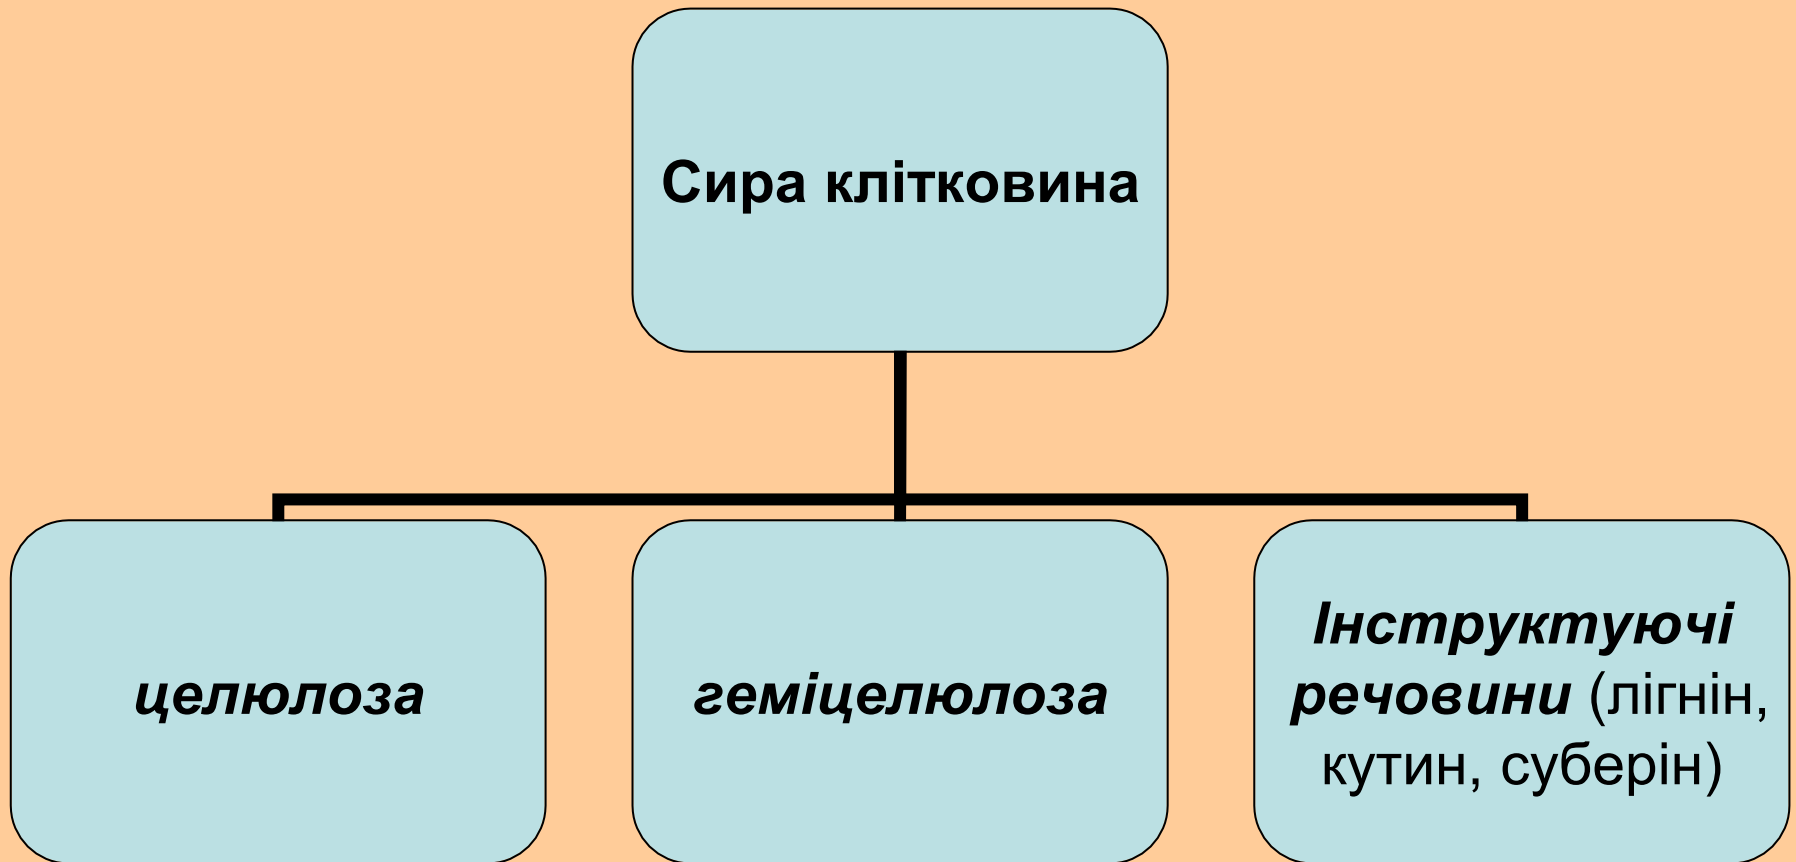 Сира клітковина
целюлоза
геміцелюлоза
Інструктуючі
речовини (лігнін,
кутин, суберін)